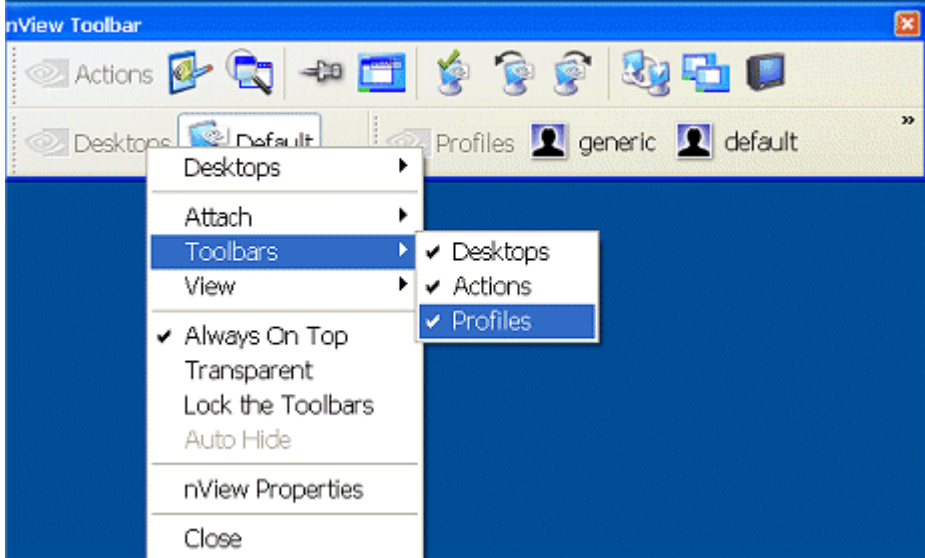 nView Toolbar
Actions
Desktops Default Profiles generic default
Desktops
Attach
Toolbars
View
Always On Top
Transparent
Lock the Toolbars
Auto Hide
nView Properties
Close
Desktops
Actions
Profiles